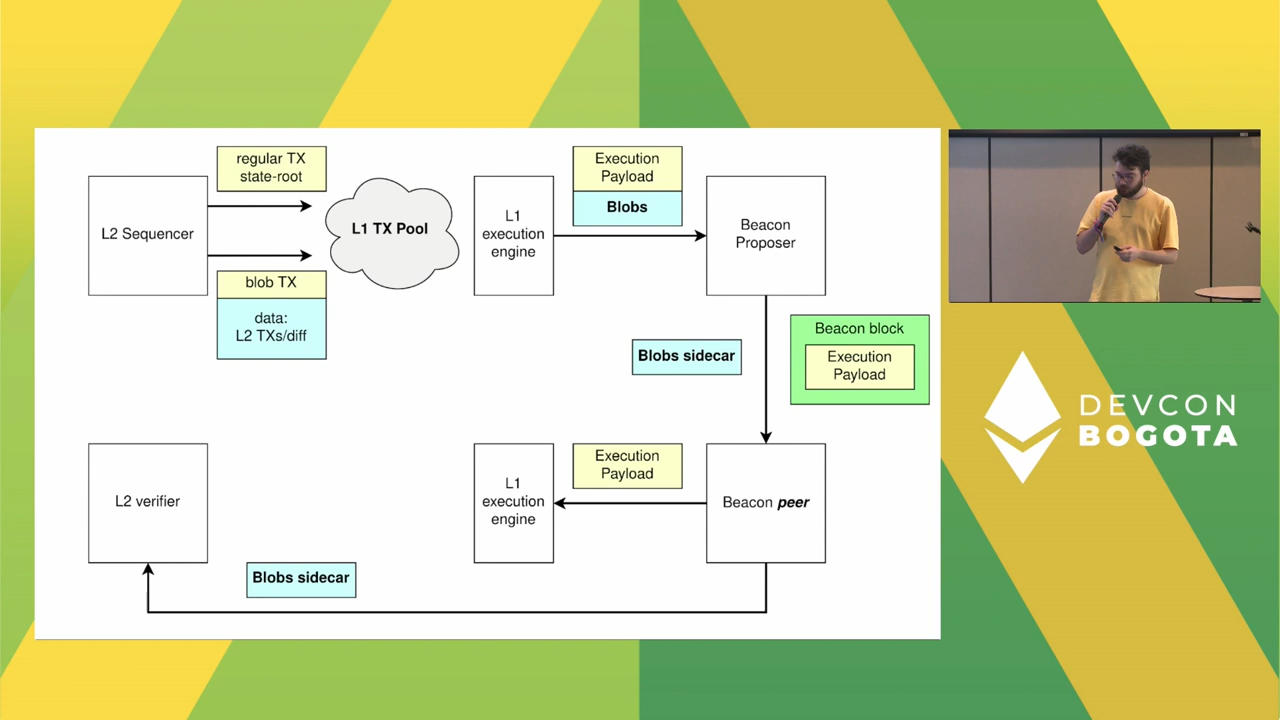 regular TX
state-root
L2 Sequencer
L1 TX Pool
blob TX
data:
L2 TXs/diff
L1
execution
engine
Execution
Payload
Blobs
Beacon
Proposer
Blobs sidecar
Beacon block
Execution
Payload
L2 verifier
L1
execution
engine
Execution
Payload
Beacon peer
Blobs sidecar
DEVCON
BOGOTA